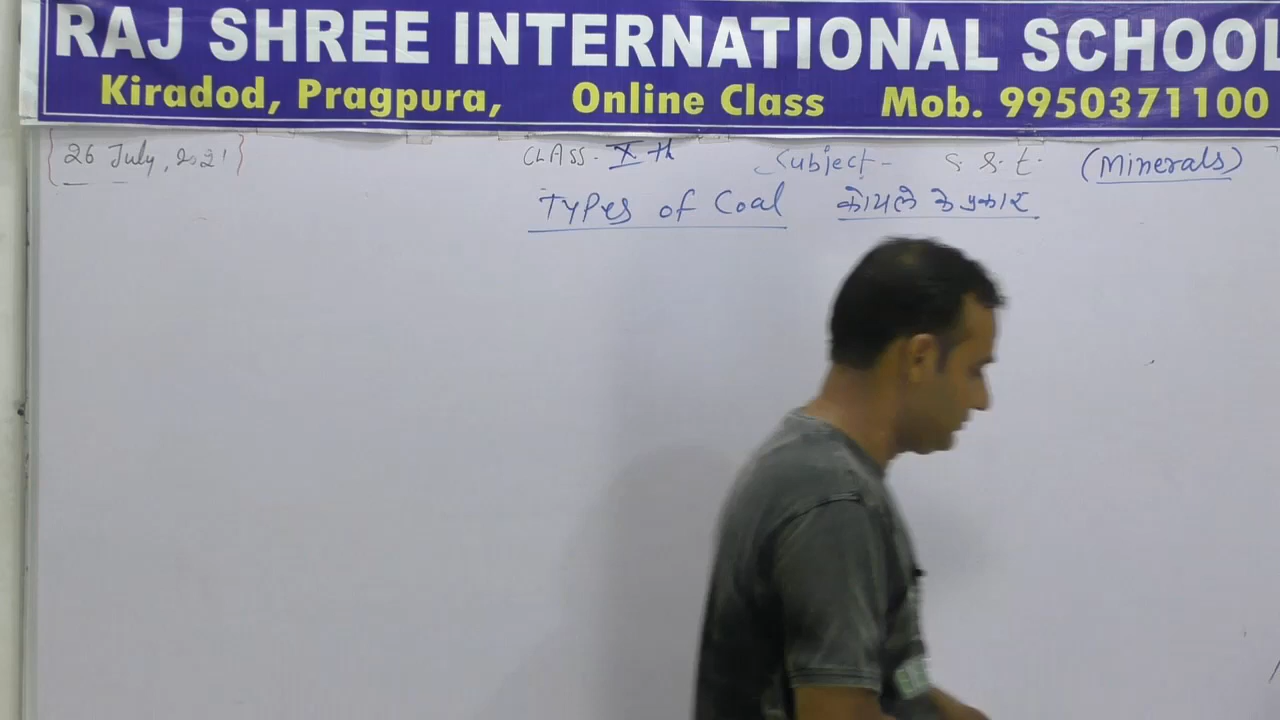 RAJ SHREE INTERNATIONAL SCHOOL
Kiradod, Pragpura, Online Class Mob. 9950371100
26 July, 2021 CLASS - X th Subject - S. S. t. (Minerals)
Types of Coal कोयले के प्रकार